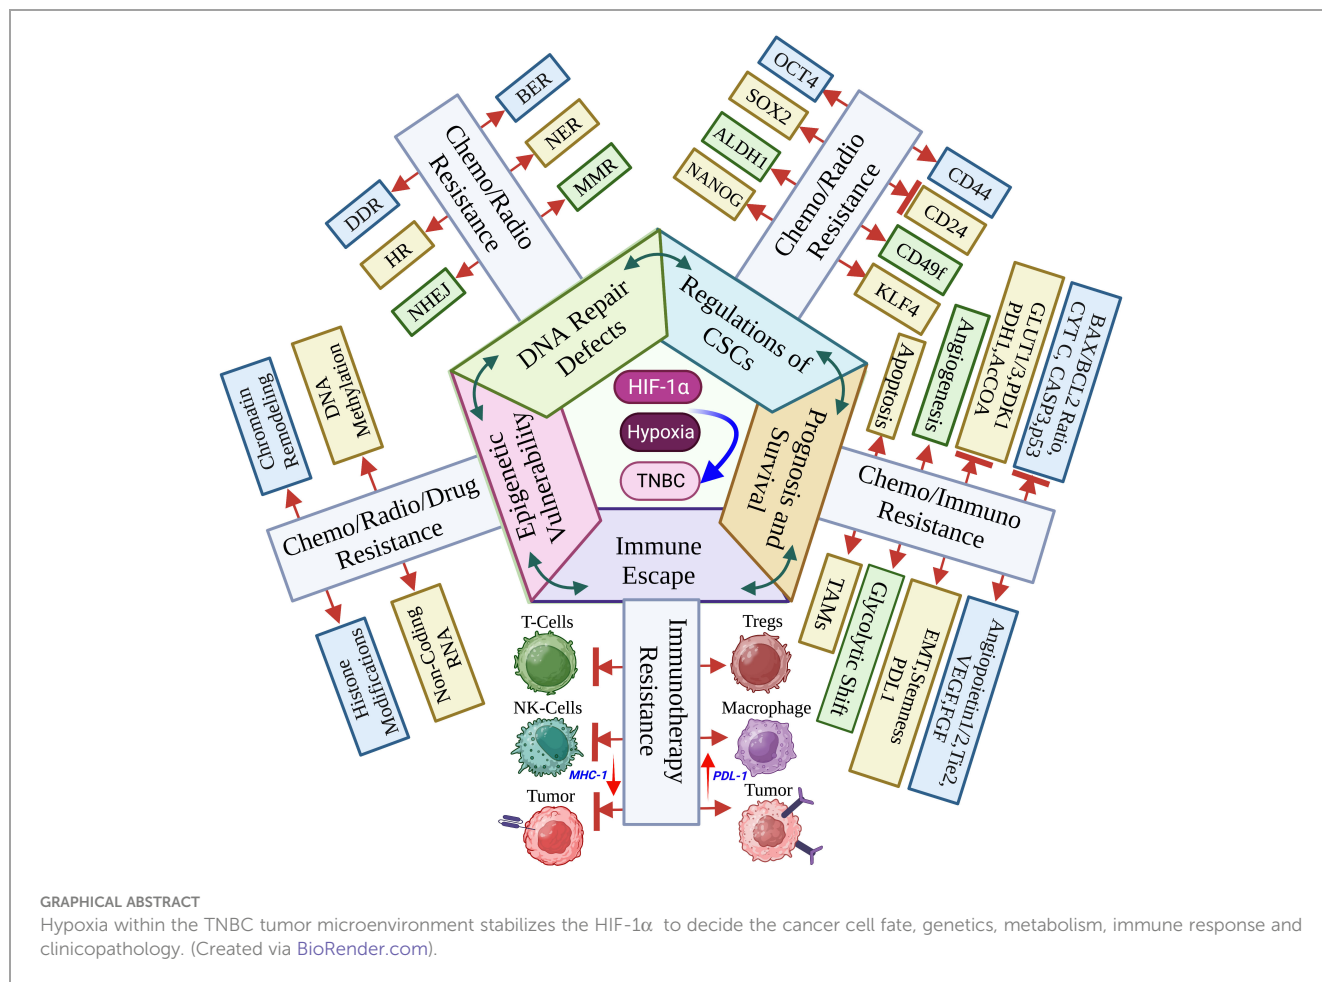 BER
NER
MMR
Chemo/Radio
Resistance
DDR
HR
NHEJ
OCT4
SOX2
ALDH1
NANOG
Chemo/Radio
Resistance
CD44
CD24
CD49f
KLF4
DNA Repair
Defects
Regulations of
CSCs
Epigenetic
Vulnerability
Prognosis and
Survival
Immune
Escape
HIF-1α
Hypoxia
TNBC
Chromatin
Remodeling
DNA
Methylation
Chemo/Radio/Drug
Resistance
Histone
Modifications
Non-Coding
RNA
Apoptosis
Angiogenesis
GLUT1/3,PDK1
PDH1,ACCOA
BAX/BCL2 Ratio,
CYT C, CASP3,p53
Chemo/Immuno
Resistance
TAMs
Glycolytic Shift
EMT,Stemness
PDL1
Angiopoietin1/2,Tie2,
VEGF,FGF
Immunotherapy
Resistance
T-Cells
NK-Cells
MHC-1
Tumor
Tregs
Macrophage
PDL-1
Tumor
GRAPHICAL ABSTRACT
Hypoxia within the TNBC tumor microenvironment stabilizes the HIF-1α to decide the cancer cell fate, genetics, metabolism, immune response and
clinicopathology. (Created via BioRender.com).